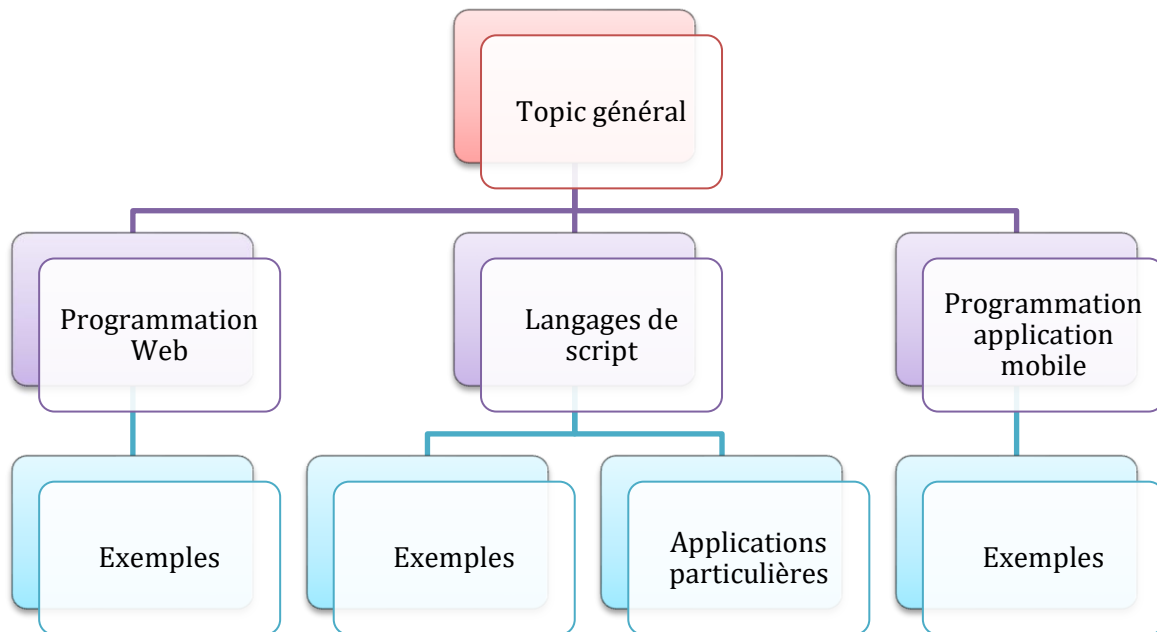 Topic général
Programmation
Web
Langages de
script
Programmation
application
mobile
Exemples
Exemples
Applications
particulières
Exemples